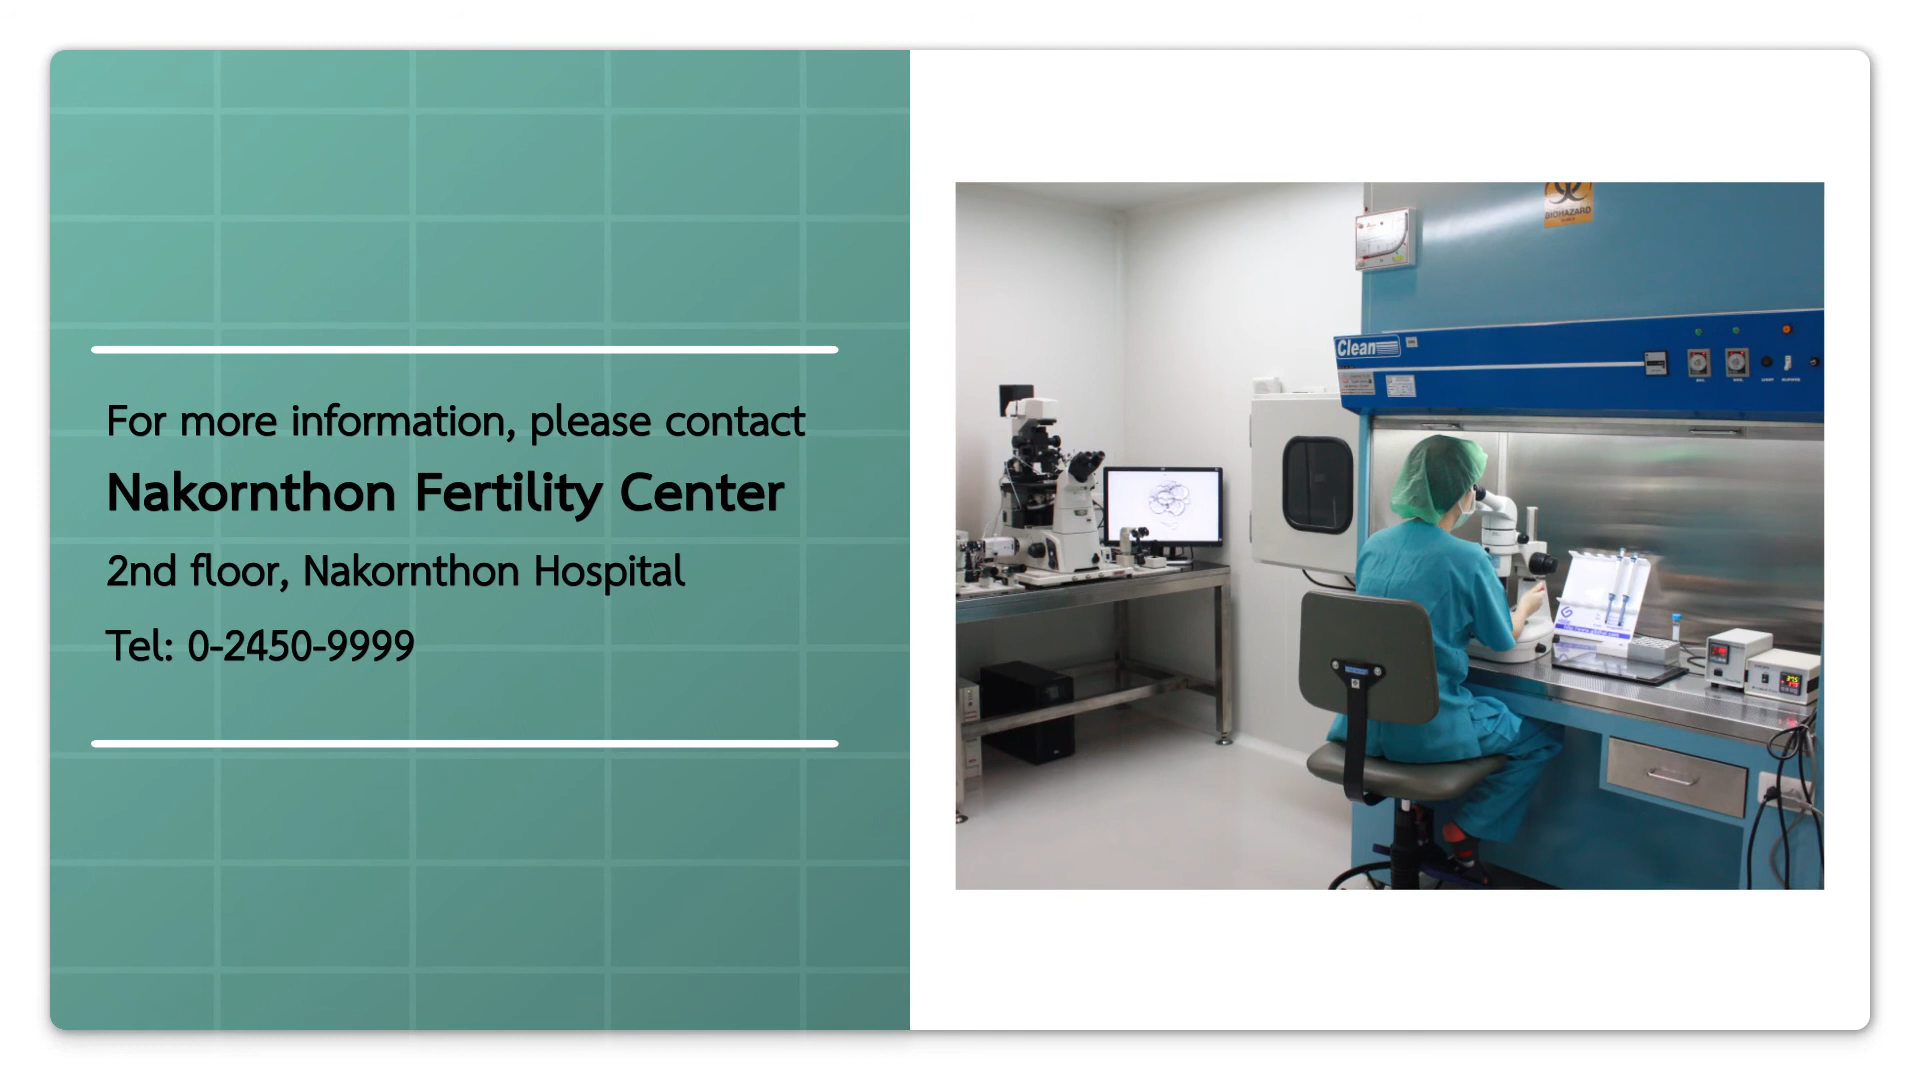 For more information, please contact
Nakornthon Fertility Center
2nd floor, Nakornthon Hospital
Tel: 0-2450-9999
BIOHAZARD
Clean